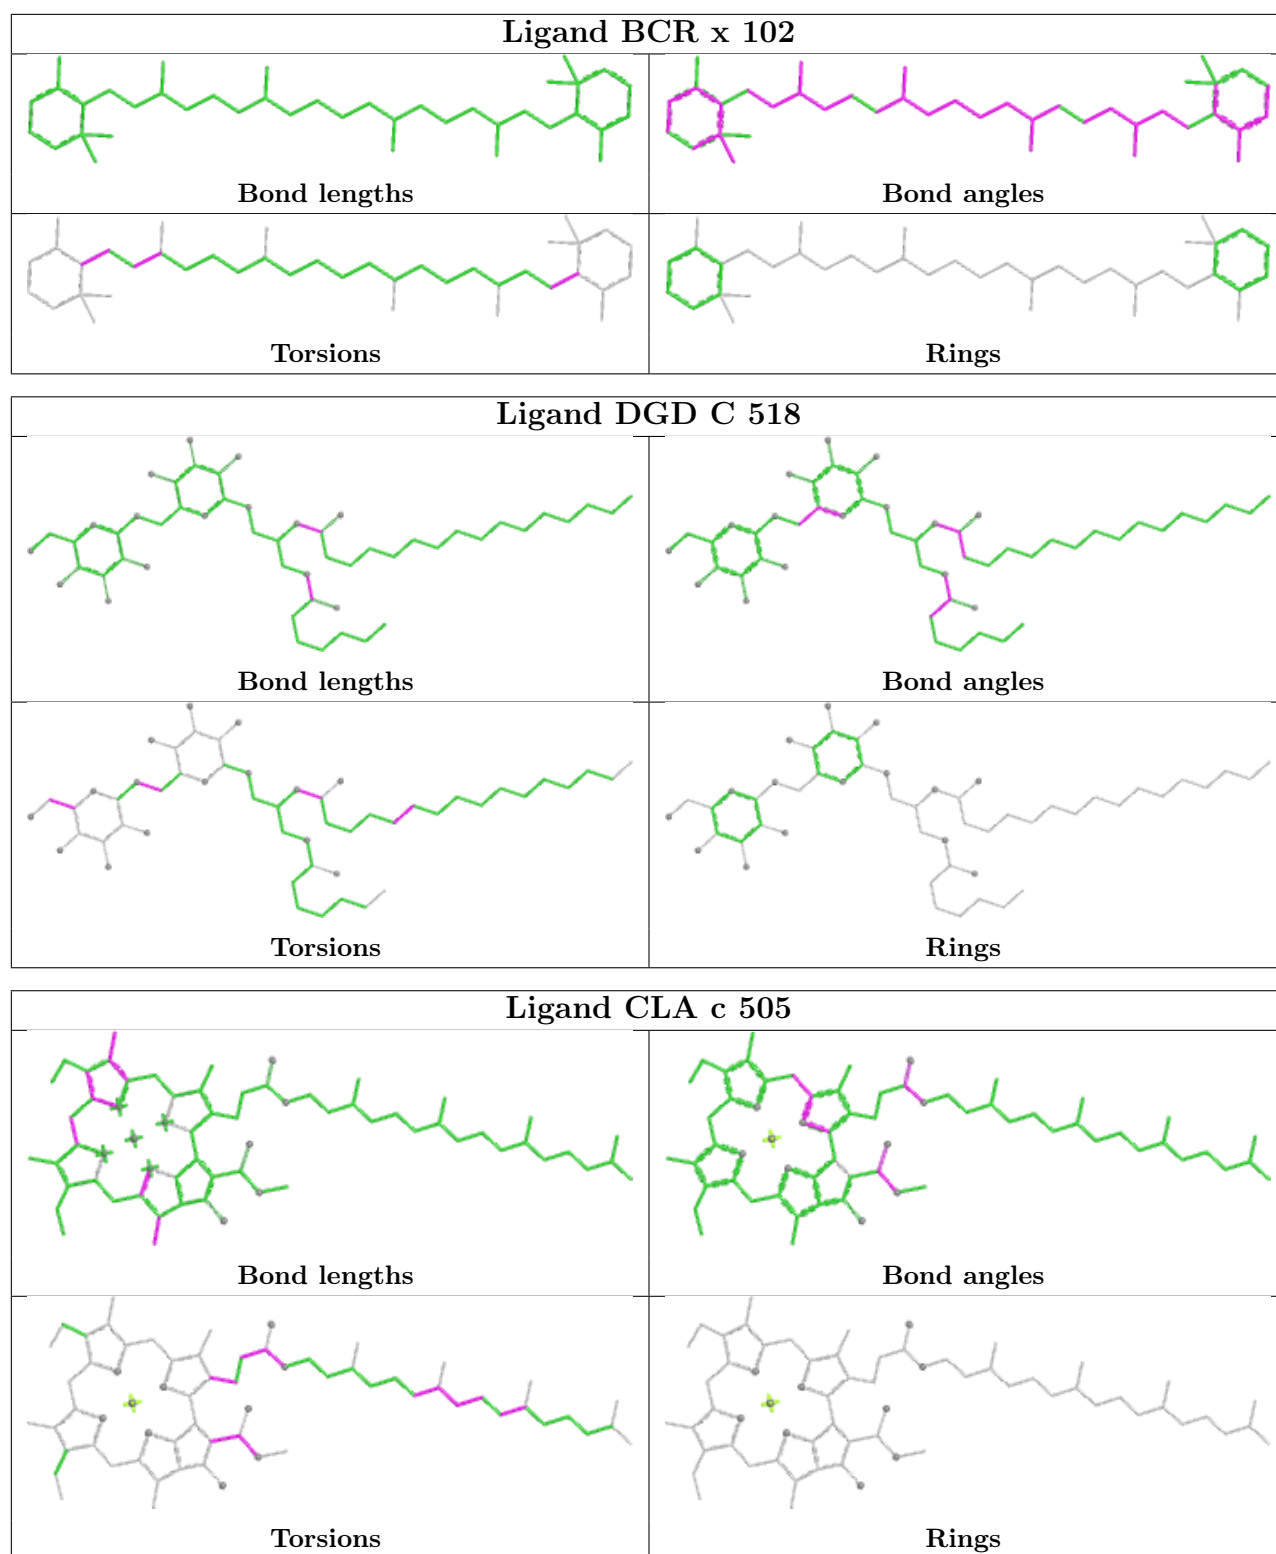 Ligand BCR x 102
Bond lengths
Bond angles
Torsions
Rings
Ligand DGD C 518
Bond lengths
Bond angles
Torsions
Rings
Ligand CLA c 505
Bond lengths
Bond angles
Torsions
Rings